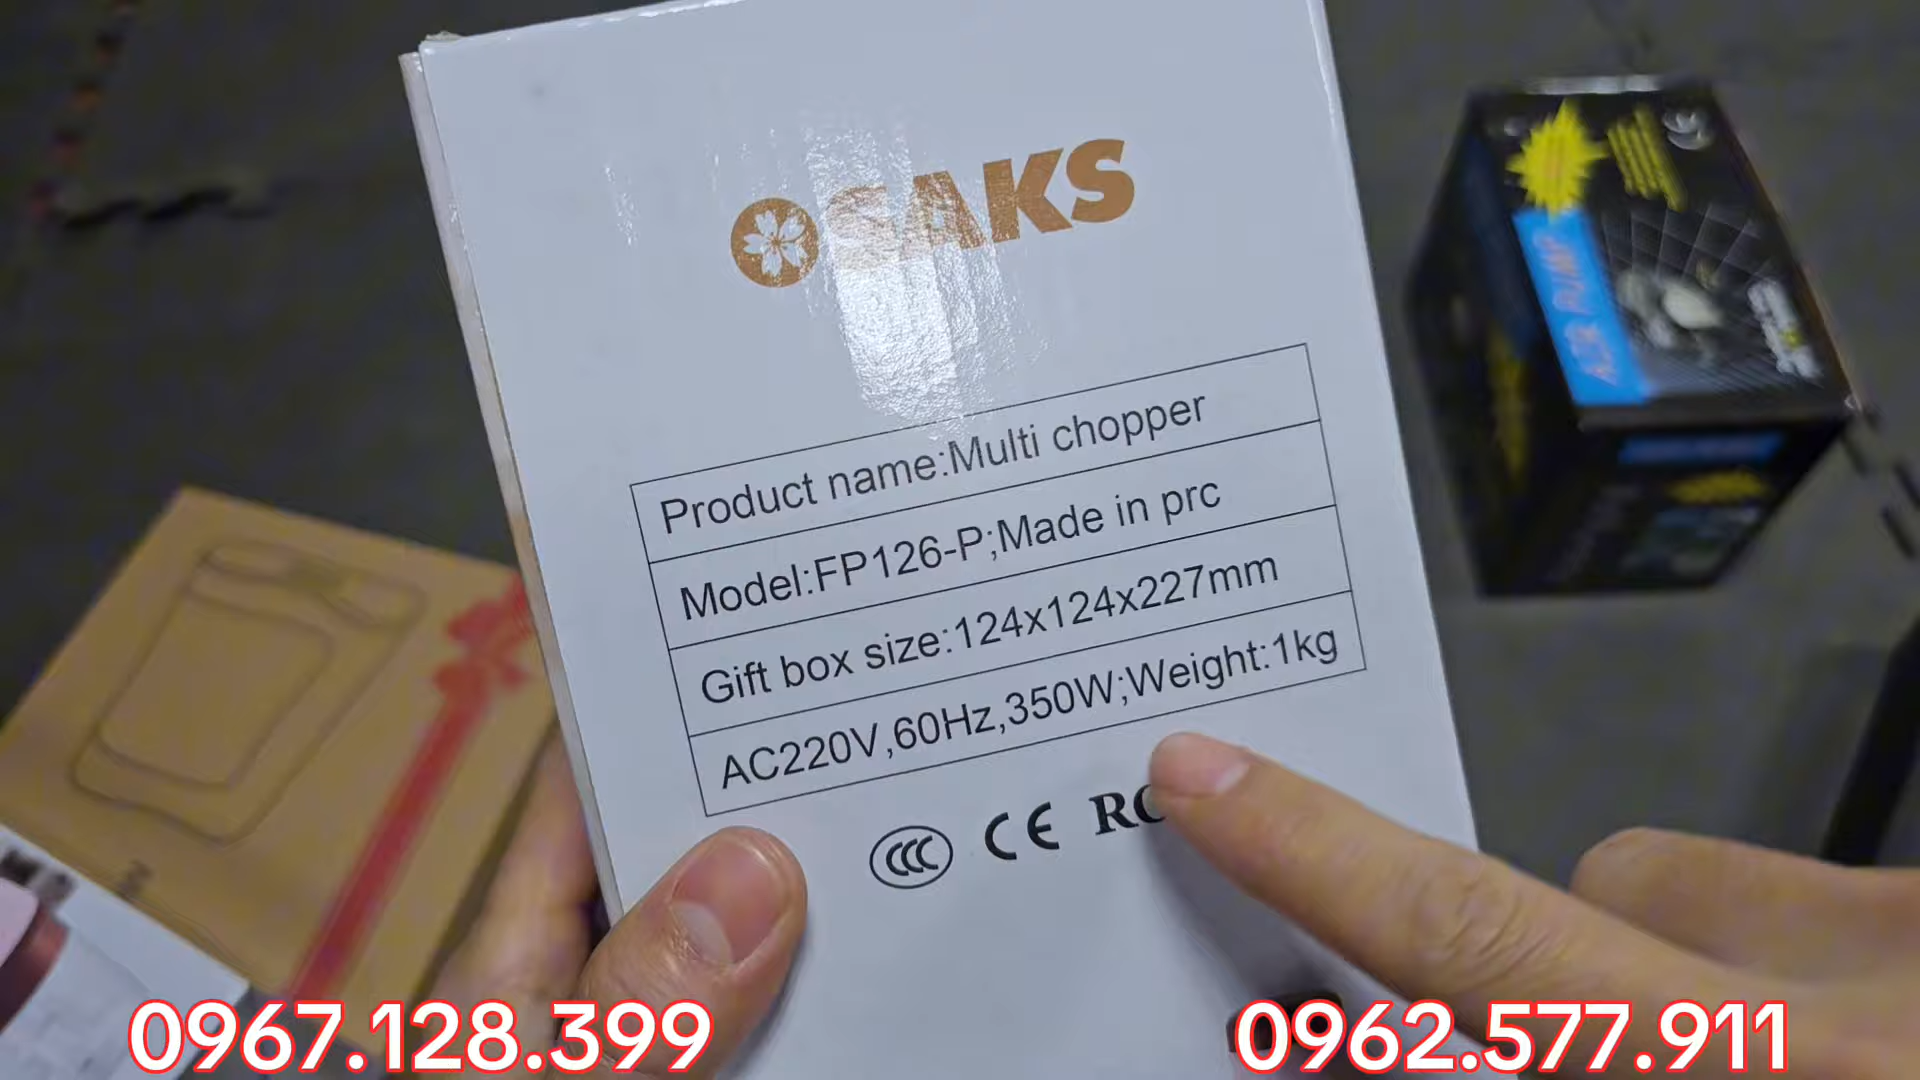 OSAKS
Product name:Multi chopper
Model:FP126-P;Made in prc
Gift box size:124x124x227mm
AC220V,60Hz,350W;Weight:1kg
CCC CE
AIR PUMP
0967.128.399
0962.577.911